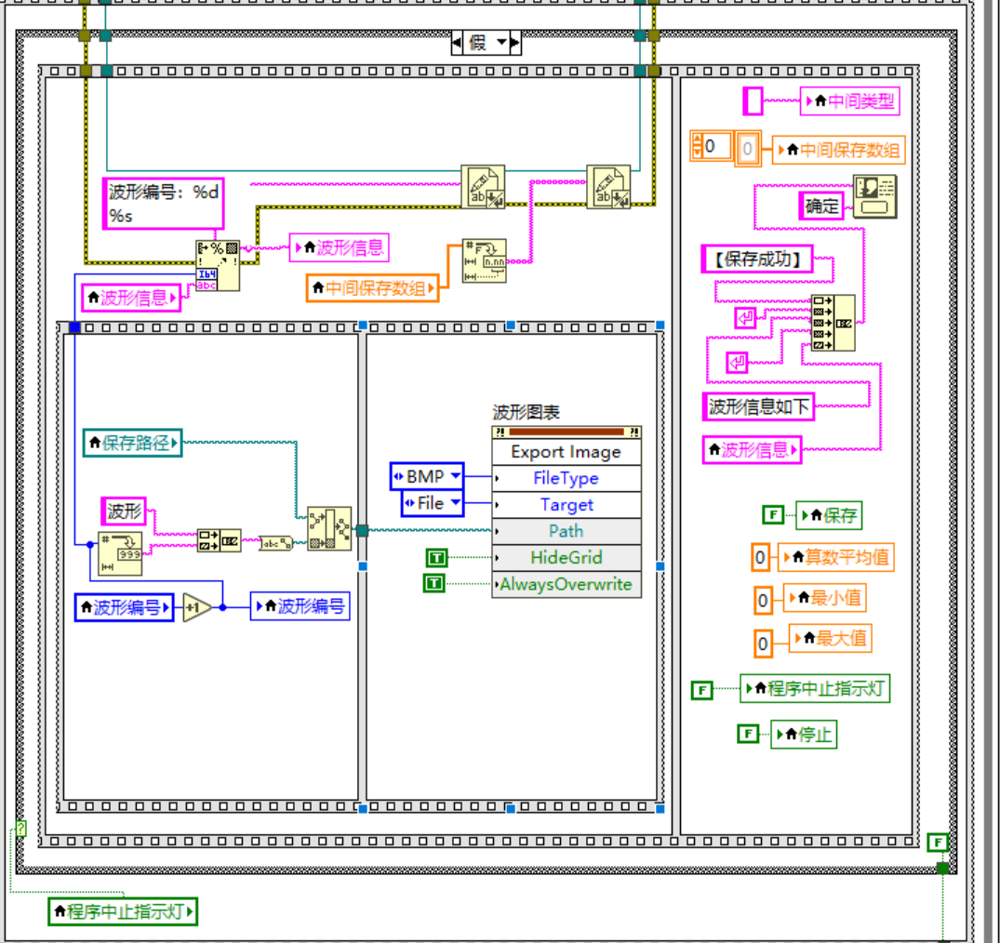 假
中间类型
0
0
中间保存数组
波形编号：%d
%s
确定
波形信息
【保存成功】
中间保存数组
波形信息
波形信息如下
波形图表
Export Image
保存路径
BMP
FileType
波形信息
File
Target
波形
Path
F
保存
T
HideGrid
0
算数平均值
T
AlwaysOverwrite
波形编号
+1
波形编号
0
最小值
0
最大值
F
程序中止指示灯
F
停止
?
F
程序中止指示灯